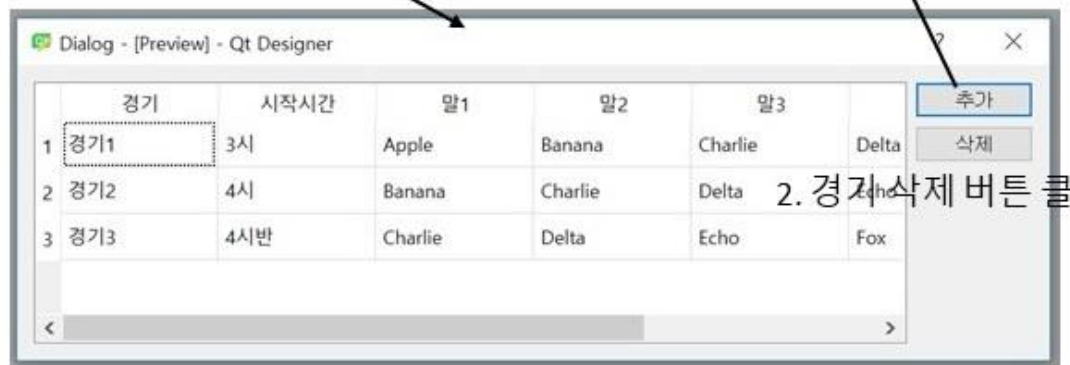 Dialog - [Preview] - Qt Designer ?
경기 시작시간 말1 말2 말3 추가
1 경기1 3시 Apple Banana Charlie Delta 삭제
2 경기2 4시 Banana Charlie Delta Echo
2. 경기 삭제 버튼 클
3 경기3 4시반 Charlie Delta Echo Fox